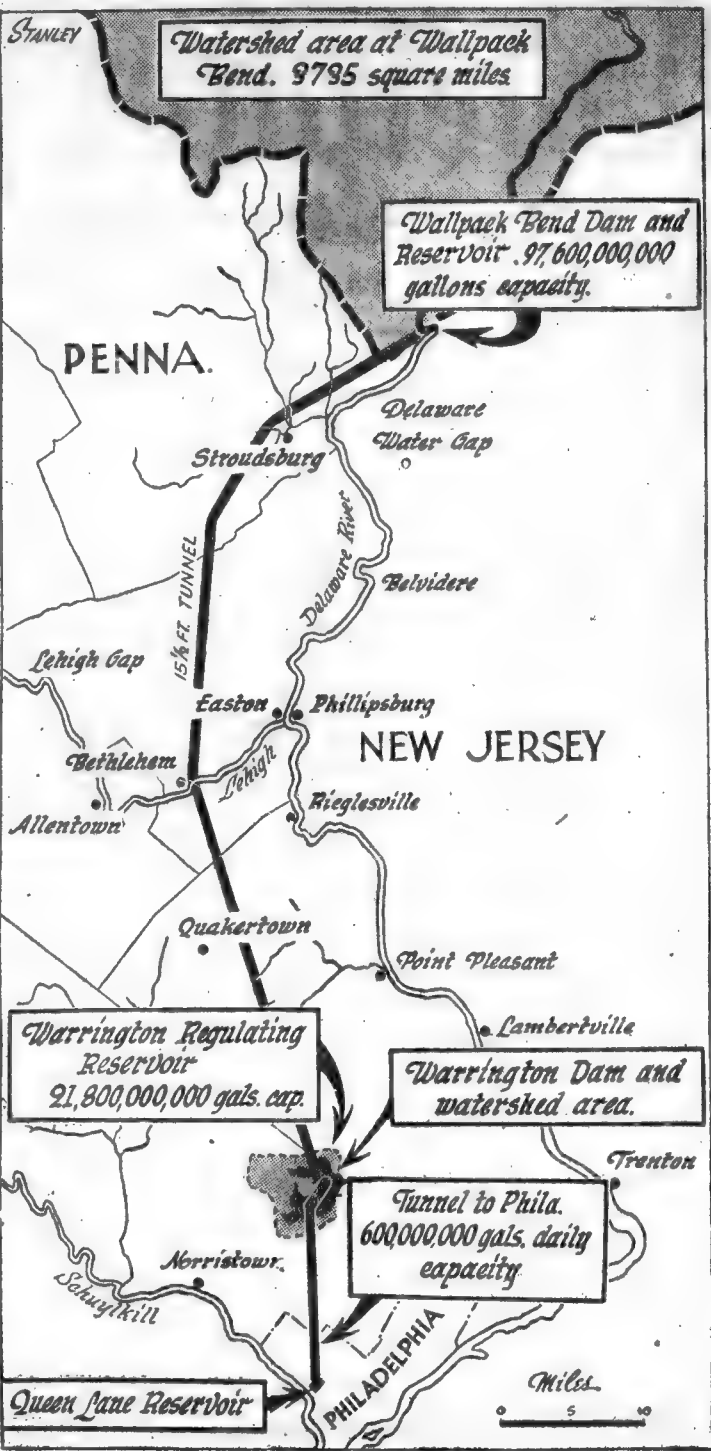 STANLEY
Watershed area at Wallpack
Bend. 3735 square miles
Wallpack Bend Dam and
Reservoir. 97,600,000,000
gallons capacity.
PENNA.
Delaware
Water Gap
Stroudsburg
15½ FT. TUNNEL
Delaware River
Belvidere
Lehigh Gap
Easton
Phillipsburg
NEW JERSEY
Bethlehem
Lehigh
Allentown
Rieglesville
Quakertown
Point Pleasant
Lambertville
Warrington Regulating
Reservoir
21,800,000,000 gals. cap.
Warrington Dam and
watershed area.
Trenton
Tunnel to Phila.
600,000,000 gals. daily
capacity
Norristown
Schuylkill
PHILADELPHIA
Queen Lane Reservoir
Miles
0 5 10